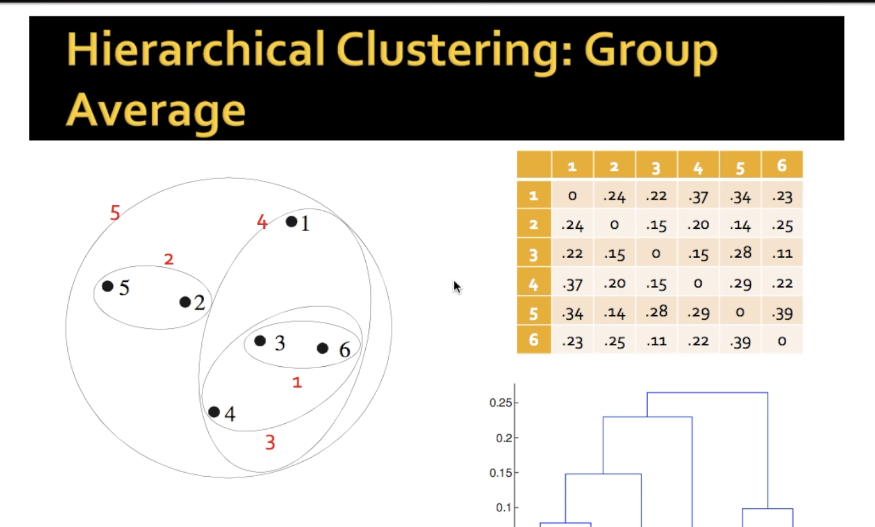 Hierarchical Clustering: Group
Average
5
4
1
2
5
2
3
6
1
4
3
1 2 3 4 5 6
1 0 .24 .22 .37 .34 .23
2 .24 0 .15 .20 .14 .25
3 .22 .15 0 .15 .28 .11
4 .37 .20 .15 0 .29 .22
5 .34 .14 .28 .29 0 .39
6 .23 .25 .11 .22 .39 0
0.25
0.2
0.15
0.1